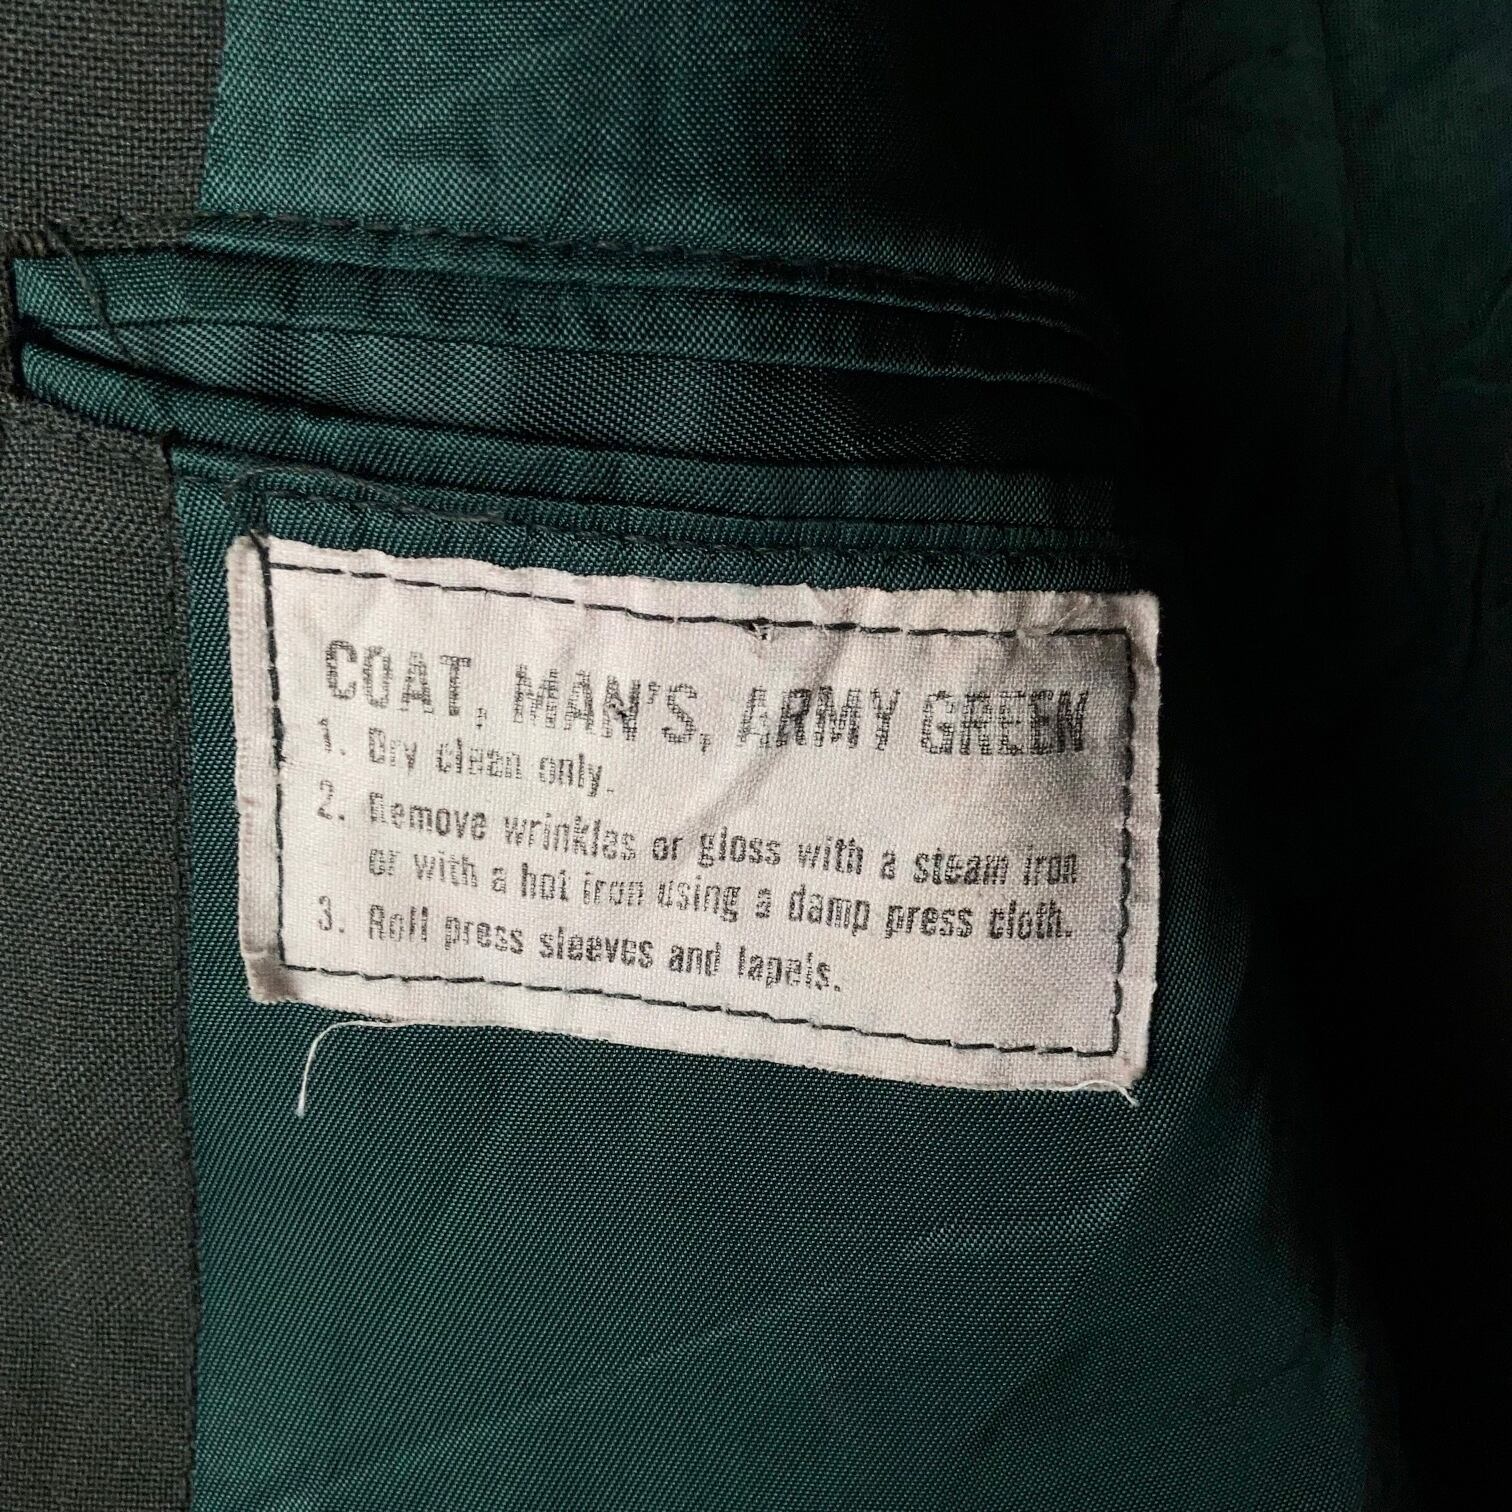 COAT, MAN'S, ARMY GREEN
1. Dry clean only.
2. Remove wrinkles or gloss with a steam iron
or with a hot iron using a damp press cloth.
3. Roll press sleeves and lapels.